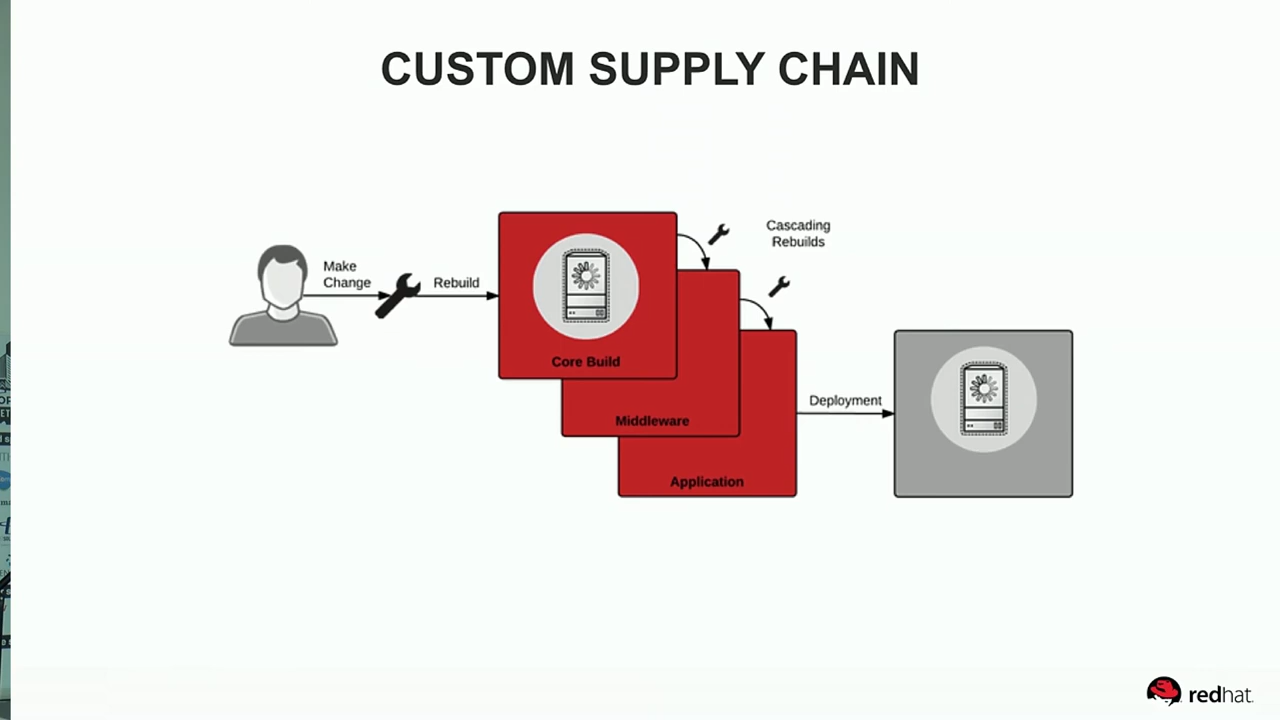 CUSTOM SUPPLY CHAIN
Make
Change
Rebuild
Cascading
Rebuilds
Core Build
Middleware
Application
Deployment
redhat.